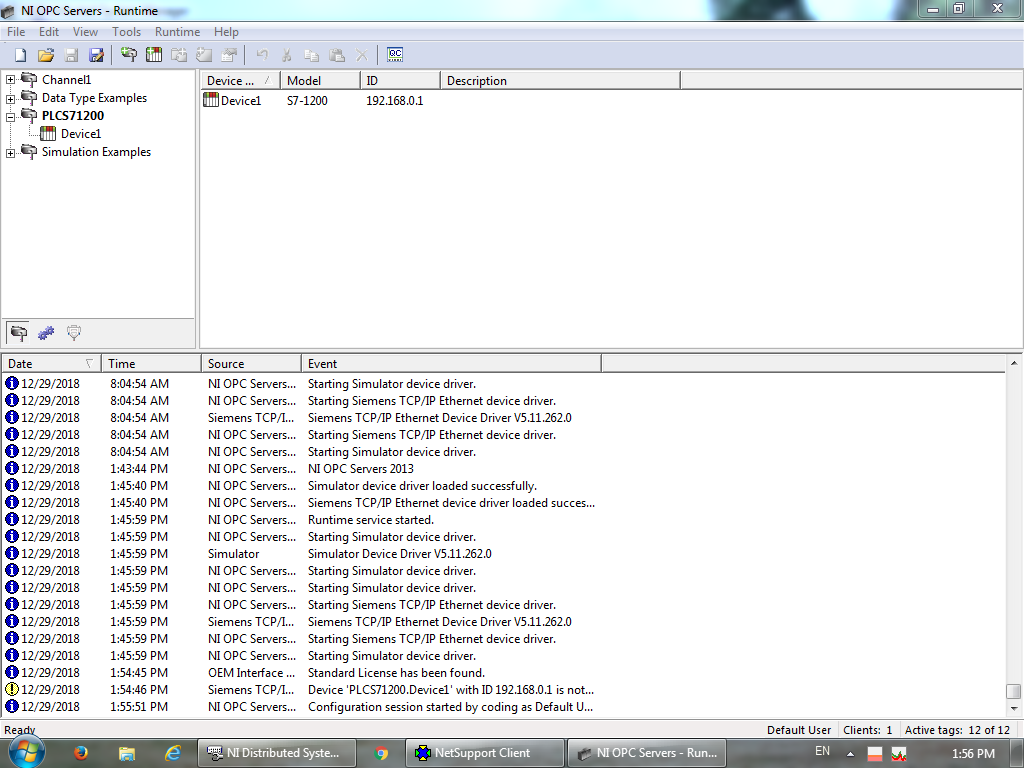 NI OPC Servers - Runtime
File Edit View Tools Runtime Help
QC
Channel1
Data Type Examples
PLCS71200
Device1
Simulation Examples
Device ... Model ID Description
Device1 S7-1200 192.168.0.1
Date Time Source Event
12/29/2018 8:04:54 AM NI OPC Servers... Starting Simulator device driver.
12/29/2018 8:04:54 AM NI OPC Servers... Starting Siemens TCP/IP Ethernet device driver.
12/29/2018 8:04:54 AM Siemens TCP/I... Siemens TCP/IP Ethernet Device Driver V5.11.262.0
12/29/2018 8:04:54 AM NI OPC Servers... Starting Siemens TCP/IP Ethernet device driver.
12/29/2018 8:04:54 AM NI OPC Servers... Starting Simulator device driver.
12/29/2018 1:43:44 PM NI OPC Servers... NI OPC Servers 2013
12/29/2018 1:45:40 PM NI OPC Servers... Simulator device driver loaded successfully.
12/29/2018 1:45:40 PM NI OPC Servers... Siemens TCP/IP Ethernet device driver loaded succes...
12/29/2018 1:45:59 PM NI OPC Servers... Runtime service started.
12/29/2018 1:45:59 PM NI OPC Servers... Starting Simulator device driver.
12/29/2018 1:45:59 PM Simulator Simulator Device Driver V5.11.262.0
12/29/2018 1:45:59 PM NI OPC Servers... Starting Simulator device driver.
12/29/2018 1:45:59 PM NI OPC Servers... Starting Simulator device driver.
12/29/2018 1:45:59 PM NI OPC Servers... Starting Siemens TCP/IP Ethernet device driver.
12/29/2018 1:45:59 PM Siemens TCP/I... Siemens TCP/IP Ethernet Device Driver V5.11.262.0
12/29/2018 1:45:59 PM NI OPC Servers... Starting Siemens TCP/IP Ethernet device driver.
12/29/2018 1:45:59 PM NI OPC Servers... Starting Simulator device driver.
12/29/2018 1:54:45 PM OEM Interface ... Standard License has been found.
12/29/2018 1:54:46 PM Siemens TCP/I... Device 'PLCS71200.Device1' with ID 192.168.0.1 is not...
12/29/2018 1:55:51 PM NI OPC Servers... Configuration session started by coding as Default U...
Ready Default User Clients: 1 Active tags: 12 of 12
NI Distributed Syste... NetSupport Client NI OPC Servers - Run... EN 1:56 PM